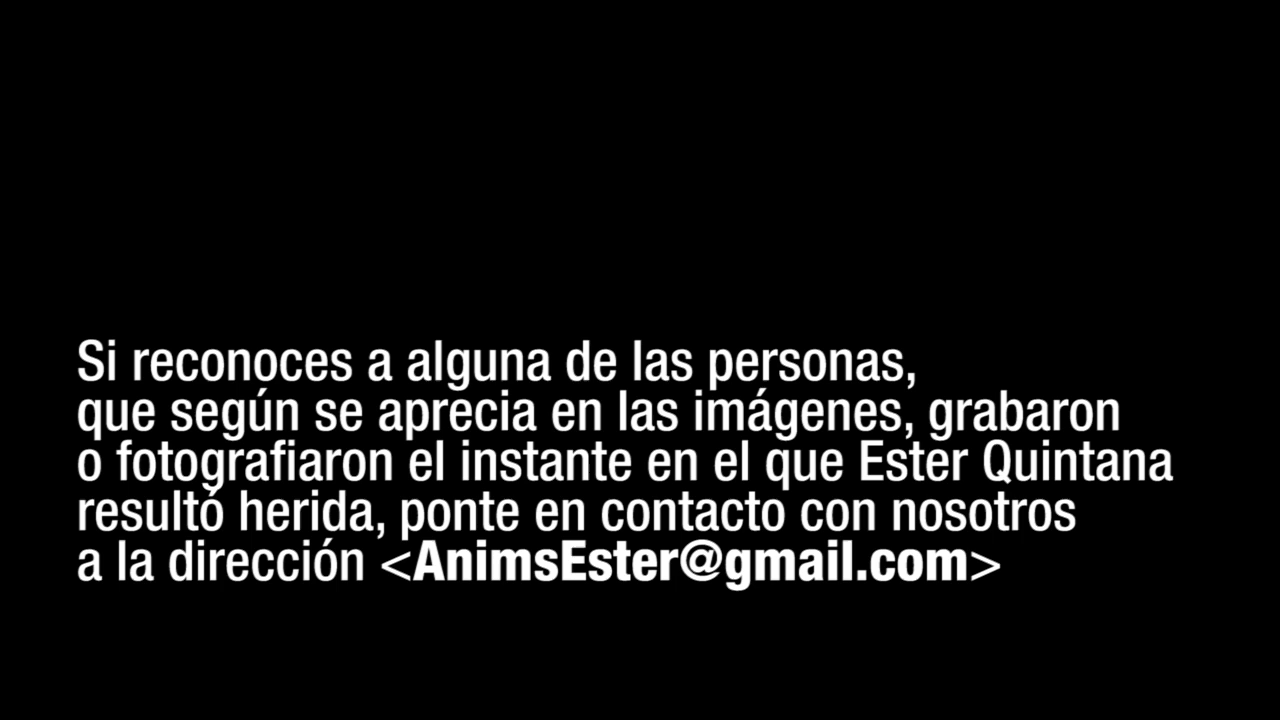 Si reconoces a alguna de las personas,
que según se aprecia en las imágenes, grabaron
o fotografiaron el instante en el que Ester Quintana
resultó herida, ponte en contacto con nosotros
a la dirección <AnimsEster@gmail.com>